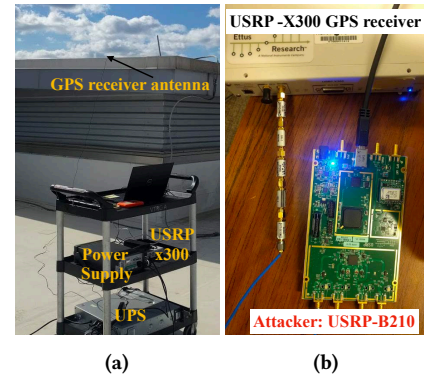 GPS receiver antenna
USRP
x300
Power
Supply
UPS
(a)
USRP -X300 GPS receiver
Ettus
Research
Attacker: USRP-B210
(b)